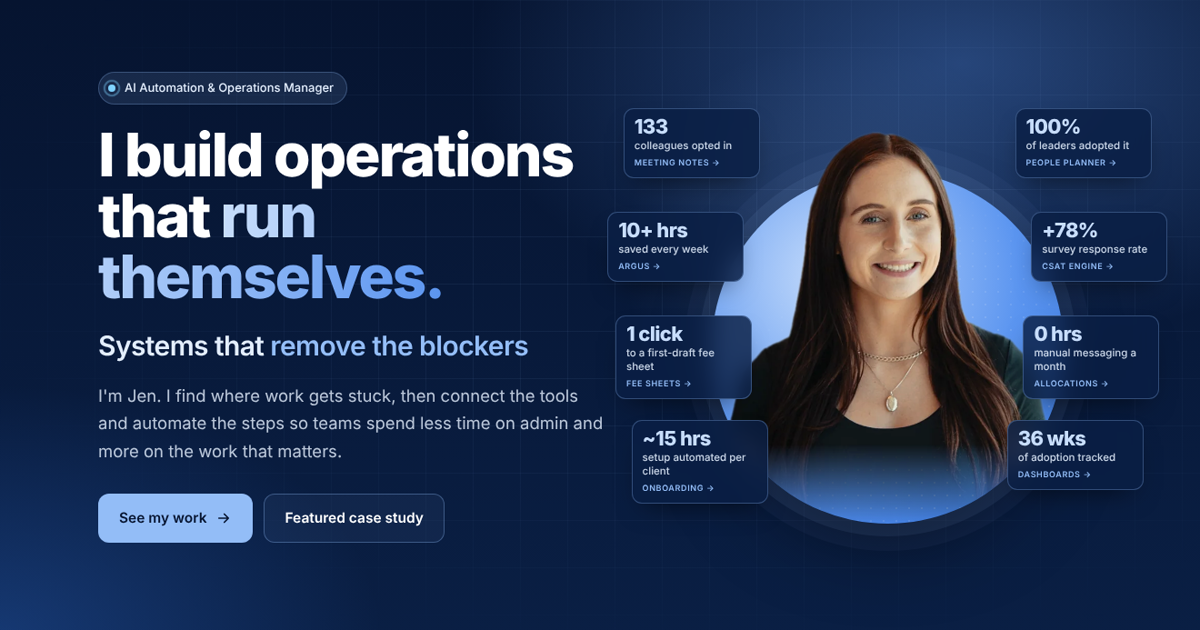 AI Automation & Operations Manager
I build operations
that run
themselves.
Systems that remove the blockers
I'm Jen. I find where work gets stuck, then connect the tools
and automate the steps so teams spend less time on admin and
more on the work that matters.
See my work →
Featured case study
133
colleagues opted in
MEETING NOTES →
10+ hrs
saved every week
ARGUS →
1 click
to a first-draft fee
sheet
FEE SHEETS →
~15 hrs
setup automated per
client
ONBOARDING →
100%
of leaders adopted it
PEOPLE PLANNER →
+78%
survey response rate
CSAT ENGINE →
0 hrs
manual messaging a
month
ALLOCATIONS →
36 wks
of adoption tracked
DASHBOARDS →